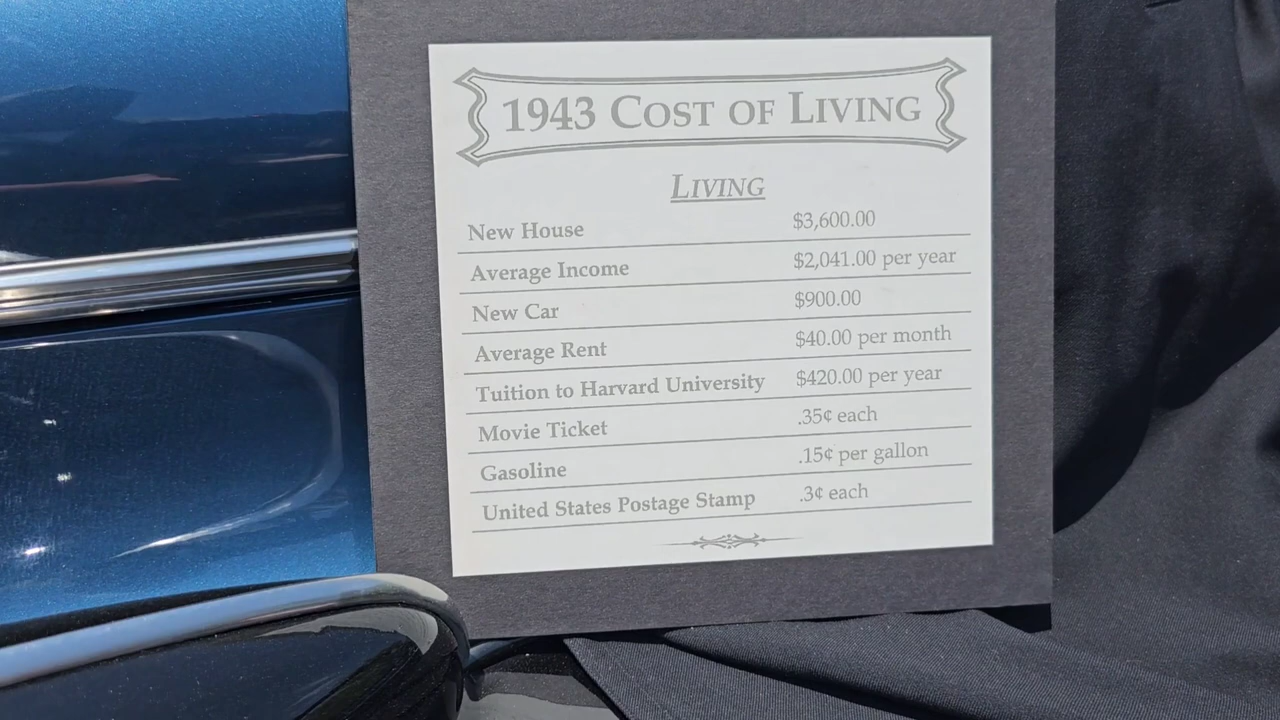 1943 COST OF LIVING
LIVING
New House $3,600.00
Average Income $2,041.00 per year
New Car $900.00
Average Rent $40.00 per month
Tuition to Harvard University $420.00 per year
Movie Ticket .35¢ each
Gasoline .15¢ per gallon
United States Postage Stamp .3¢ each